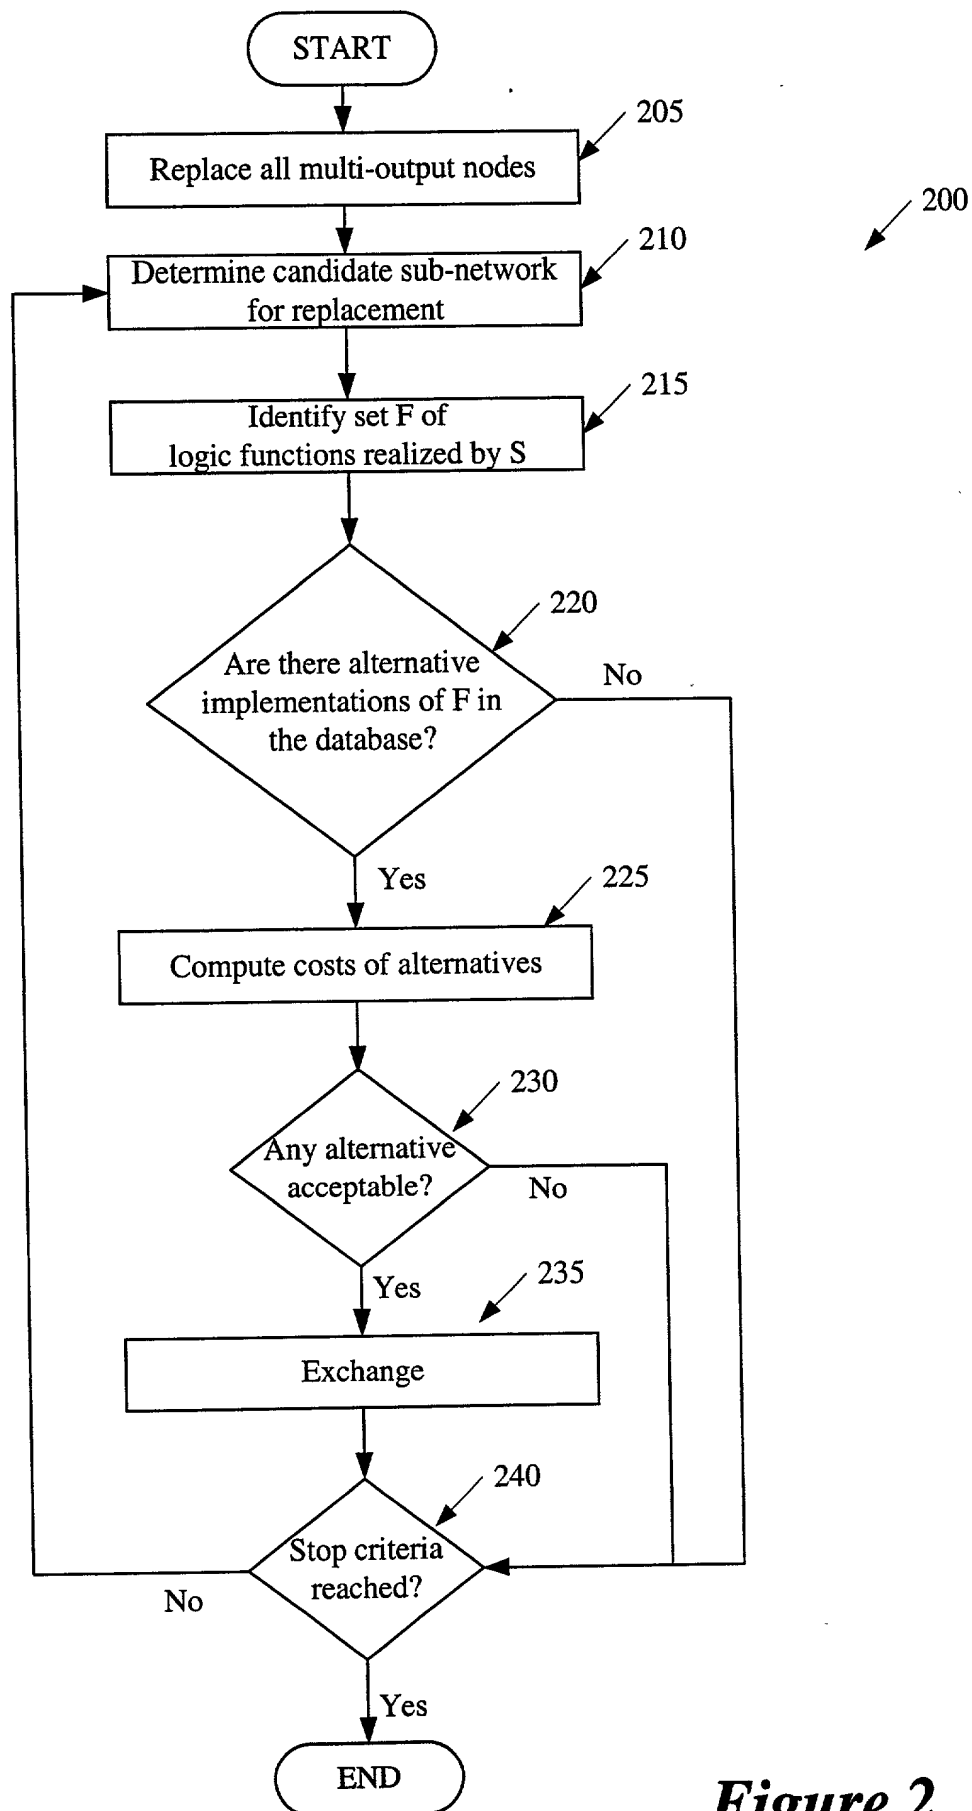 START
205
Replace all multi-output nodes
200
210
Determine candidate sub-network
for replacement
215
Identify set F of
logic functions realized by S
220
Are there alternative
implementations of F in
the database?
No
Yes
225
Compute costs of alternatives
230
Any alternative
acceptable?
No
Yes
235
Exchange
240
Stop criteria
reached?
No
Yes
END
Figure 2